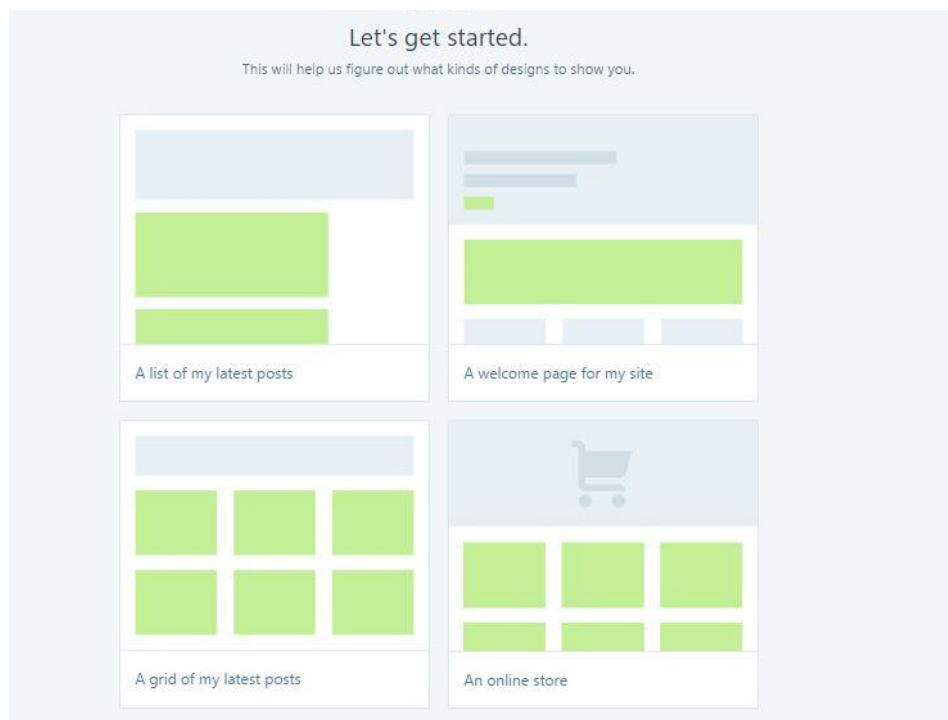 Let's get started.
This will help us figure out what kinds of designs to show you.
A list of my latest posts
A welcome page for my site
A grid of my latest posts
An online store